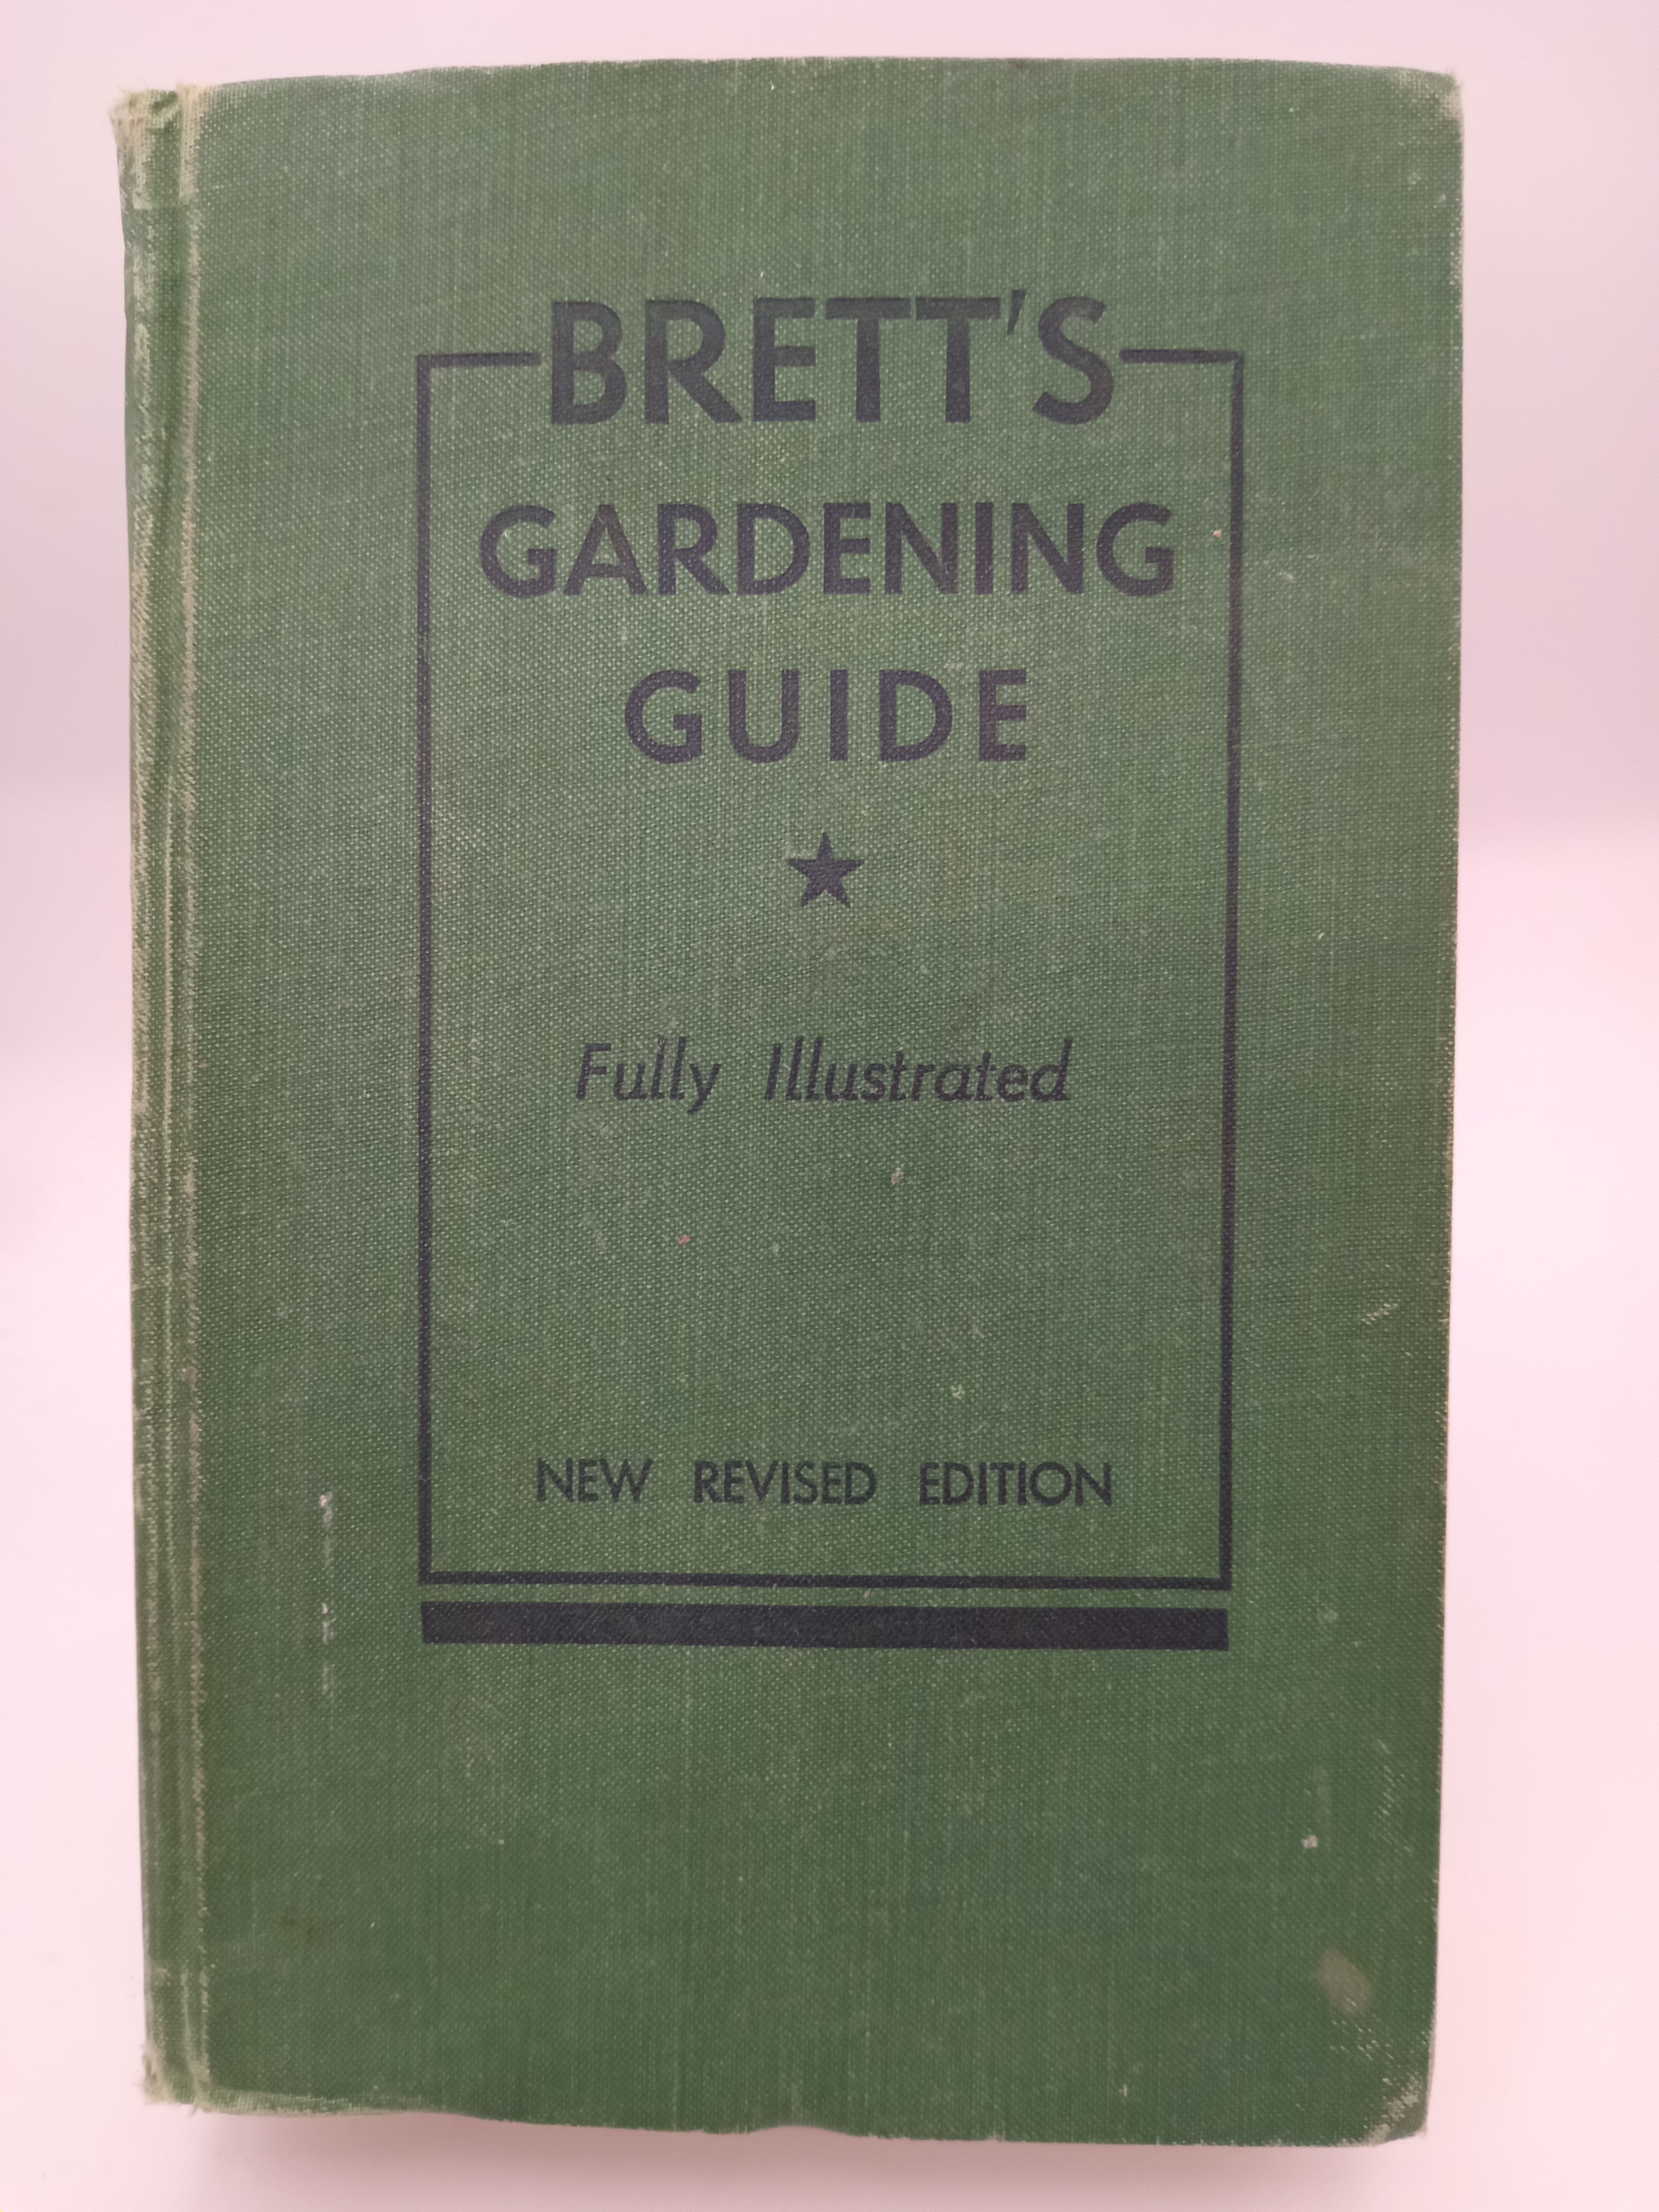 BRETT'S
GARDENING
GUIDE
Fully Illustrated
NEW REVISED EDITION